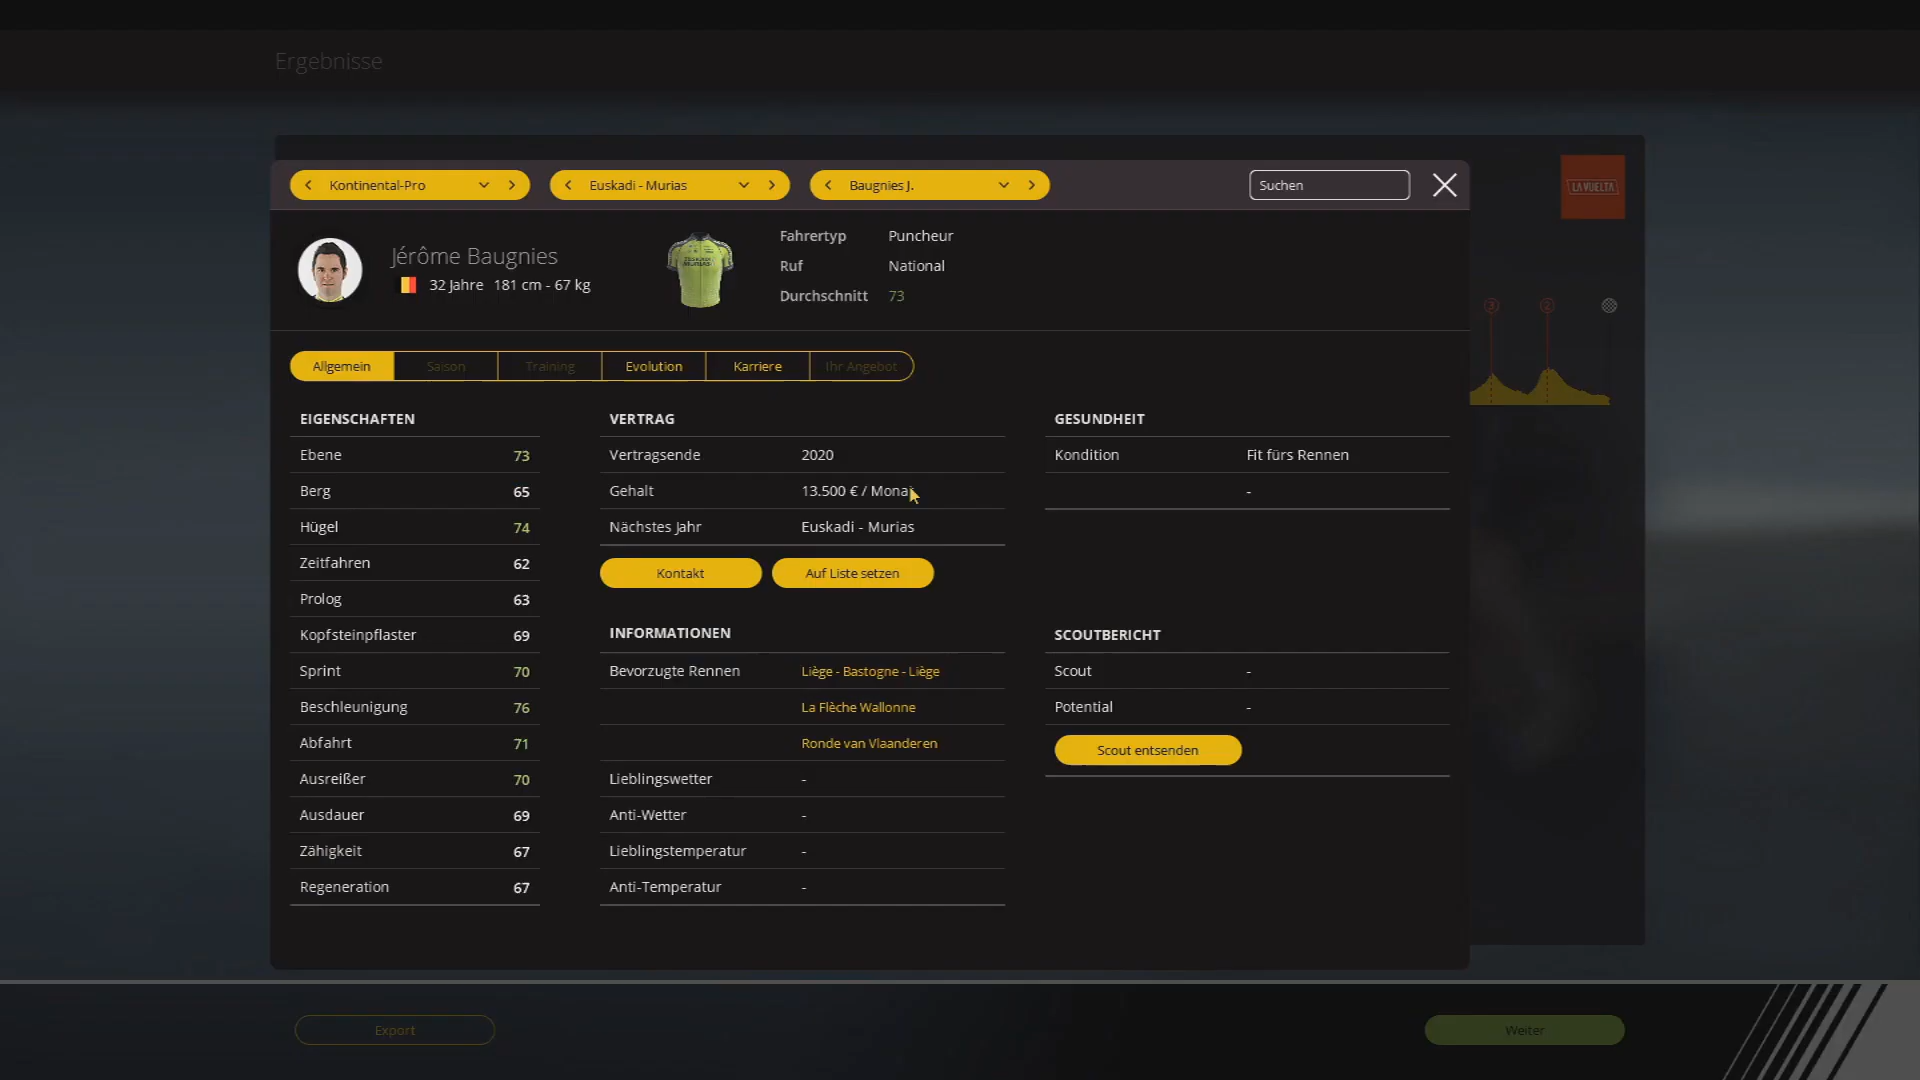 Ergebnisse
Kontinental-Pro
Euskadi - Murias
Baugnies J.
Suchen
LA VUELTA
Jérôme Baugnies
32 Jahre 181 cm - 67 kg
Fahrertyp Puncheur
Ruf National
Durchschnitt 73
3 2
Allgemein Saison Training Evolution Karriere Ihr Angebot
EIGENSCHAFTEN
Ebene 73
Berg 65
Hügel 74
Zeitfahren 62
Prolog 63
Kopfsteinpflaster 69
Sprint 70
Beschleunigung 76
Abfahrt 71
Ausreißer 70
Ausdauer 69
Zähigkeit 67
Regeneration 67
VERTRAG
Vertragsende 2020
Gehalt 13.500 € / Monat
Nächstes Jahr Euskadi - Murias
Kontakt Auf Liste setzen
INFORMATIONEN
Bevorzugte Rennen Liège - Bastogne - Liège
La Flèche Wallonne
Ronde van Vlaanderen
Lieblingswetter -
Anti-Wetter -
Lieblingstemperatur -
Anti-Temperatur -
GESUNDHEIT
Kondition Fit fürs Rennen
-
SCOUTBERICHT
Scout -
Potential -
Scout entsenden
Export
Weiter